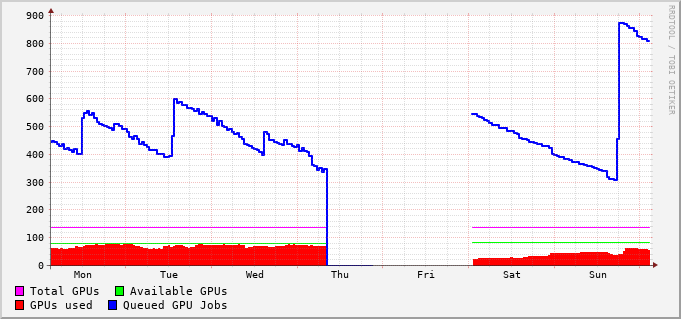 900
800
700
600
500
400
300
200
100
0
Mon Tue Wed Thu Fri Sat Sun
Total GPUs Available GPUs
GPUs used Queued GPU Jobs
RRDTOOL / TOBI OETIKER